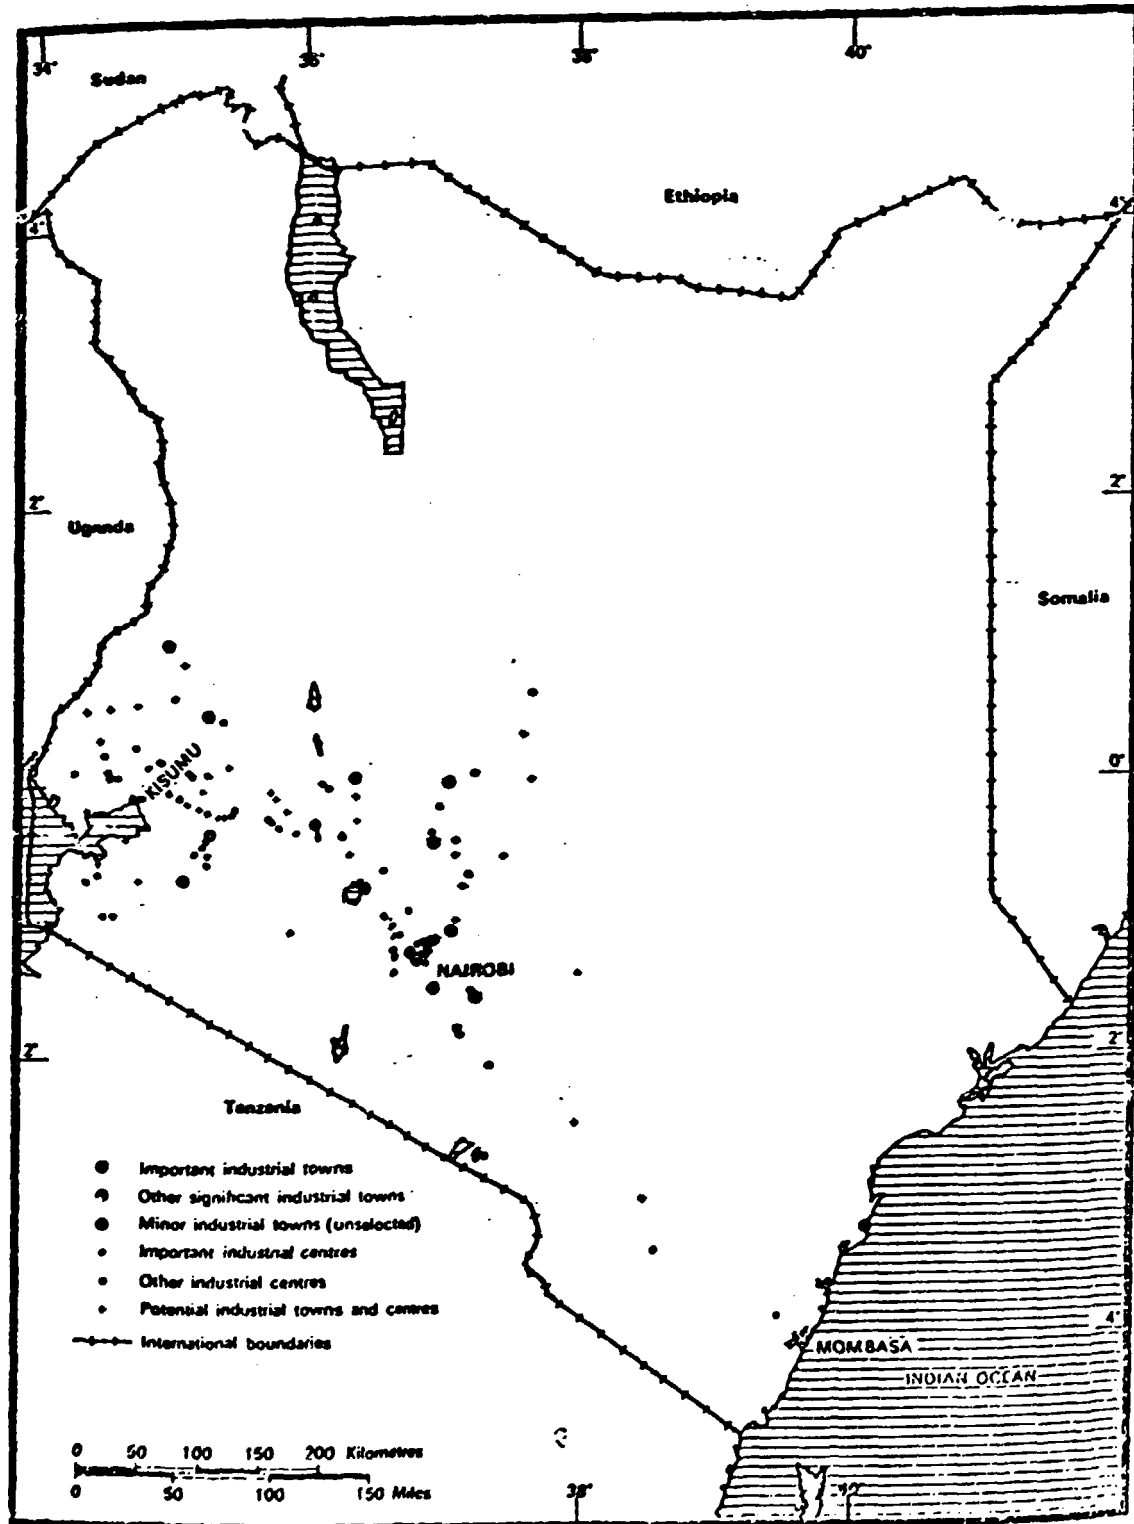 34°
36°
38°
40°
Sudan
Ethiopia
4°
4°
2°
2°
Uganda
Somalia
KISUMU
0°
NAIROBI
2°
2°
Tanzania
Important industrial towns
Other significant industrial towns
Minor industrial towns (unselected)
Important industrial centres
Other industrial centres
Potential industrial towns and centres
International boundaries
4°
MOMBASA
INDIAN OCEAN
0 50 100 150 200 Kilometres
0 50 100 150 Miles
38°
40°